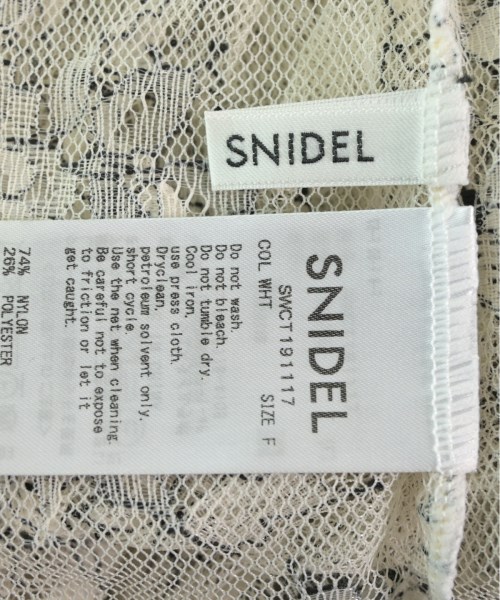 SNIDEL
SNIDEL
SWCT191117
COL WHT SIZE F
Do not wash.
Do not bleach.
Do not tumble dry.
Cool iron,
use press cloth.
Dryclean,
petroleum solvent only.
short cycle.
Use the net when cleaning.
Be careful not to expose
to friction or let it
get caught.
74% NYLON
26% POLYESTER